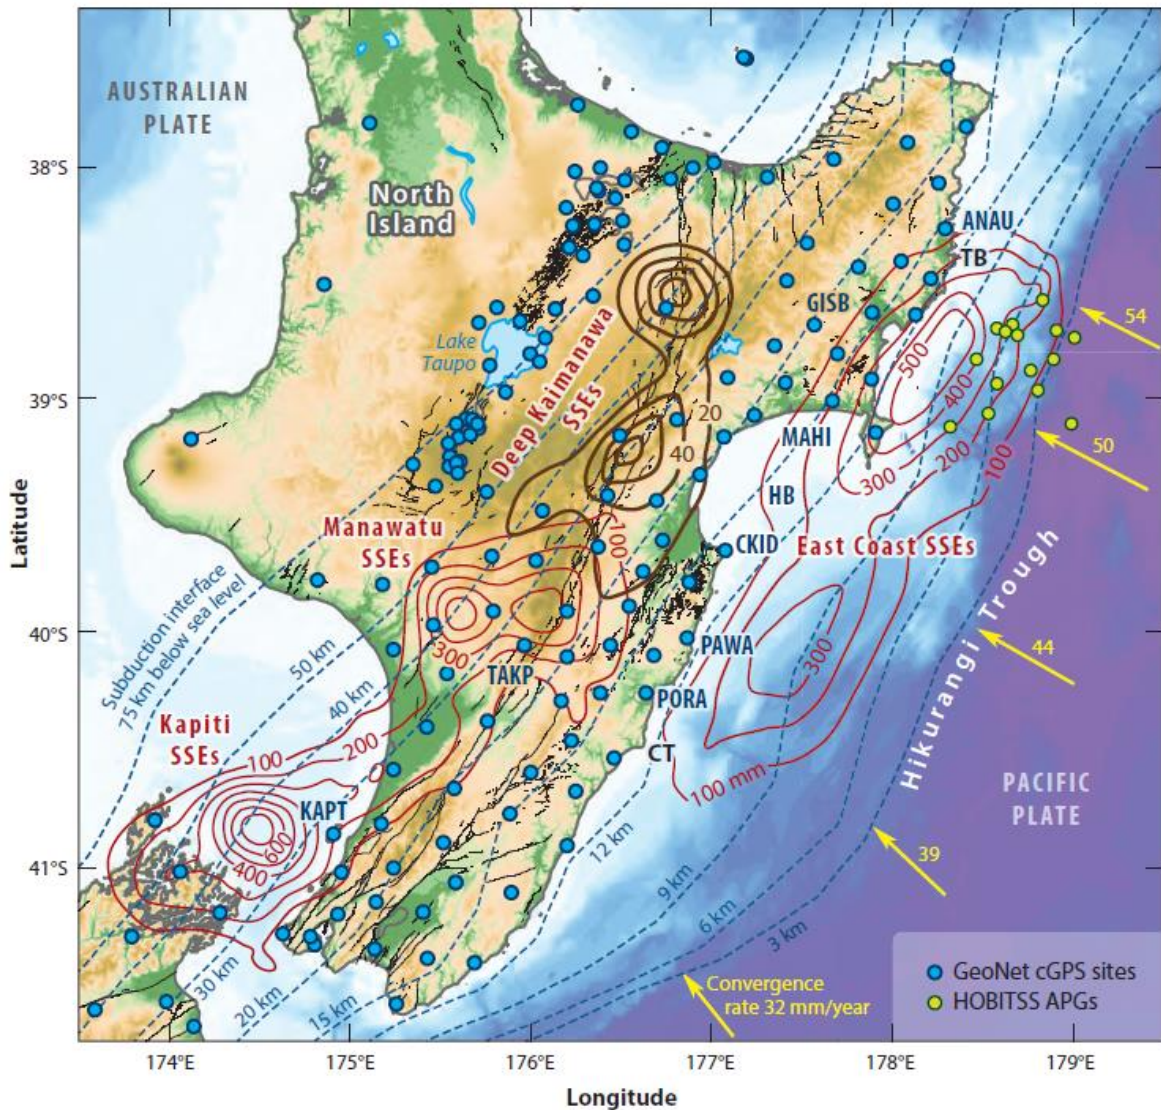 AUSTRALIAN
PLATE
North
Island
38°S
39°S
40°S
41°S
Latitude
Lake
Taupo
Deep Kaimanawa
SSEs
20
40
ANAU
TB
GISB
54
500
400
200
100
300
50
MAHI
HB
CKID
East Coast SSEs
Manawatu
SSEs
100
300
TAKP
PAWA
PORA
CT
300
100 mm
44
Hikurangi Trough
PACIFIC
PLATE
39
Subduction interface
75 km below sea level
50 km
40 km
Kapiti
SSEs
100
200
KAPT
600
400
30 km
20 km
15 km
12 km
9 km
6 km
3 km
Convergence
rate 32 mm/year
GeoNet cGPS sites
HOBITSS APGs
174°E
175°E
176°E
177°E
178°E
179°E
Longitude